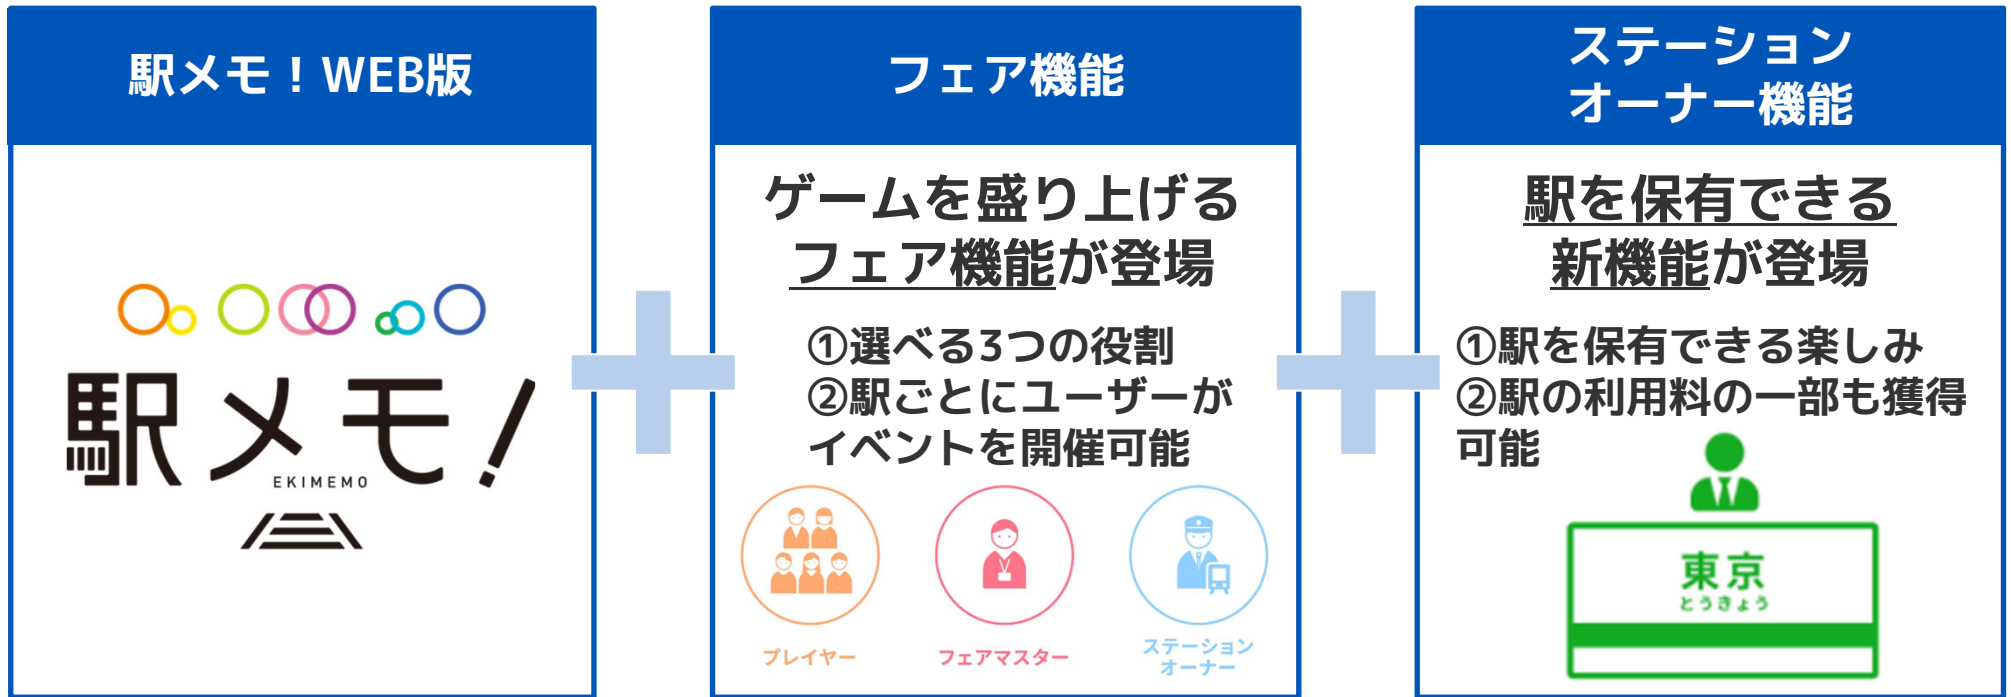 駅メモ！WEB版
駅メモ！
EKIMEMO
フェア機能
ゲームを盛り上げる
フェア機能が登場
①選べる3つの役割
②駅ごとにユーザーが
イベントを開催可能
プレイヤー
フェアマスター
ステーション
オーナー
ステーション
オーナー機能
駅を保有できる
新機能が登場
①駅を保有できる楽しみ
②駅の利用料の一部も獲得
可能
東京
とうきょう